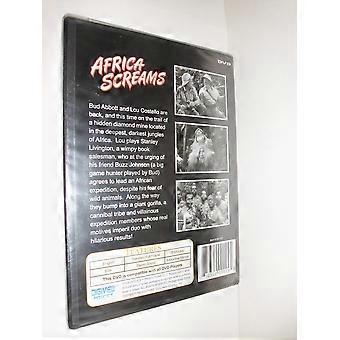 AFRICA
SCREAMS
DVD
Bud Abbott and Lou Costello are
back, and this time on the trail of
a hidden diamond mine located
in the deepest, darkest jungles
of Africa. Lou plays Stanley
Livington, a wimpy book
salesman, who at the urging of
his friend Buzz Johnson (a big
game hunter played by Bud)
agrees to lead an African
expedition, despite his fear of
wild animals. Along the way
they bump into a giant gorilla, a
cannibal tribe and villainous
expedition members whose real
motives imperil duo with
hilarious results!
FEATURES
This DVD is compatible with all DVD Players.